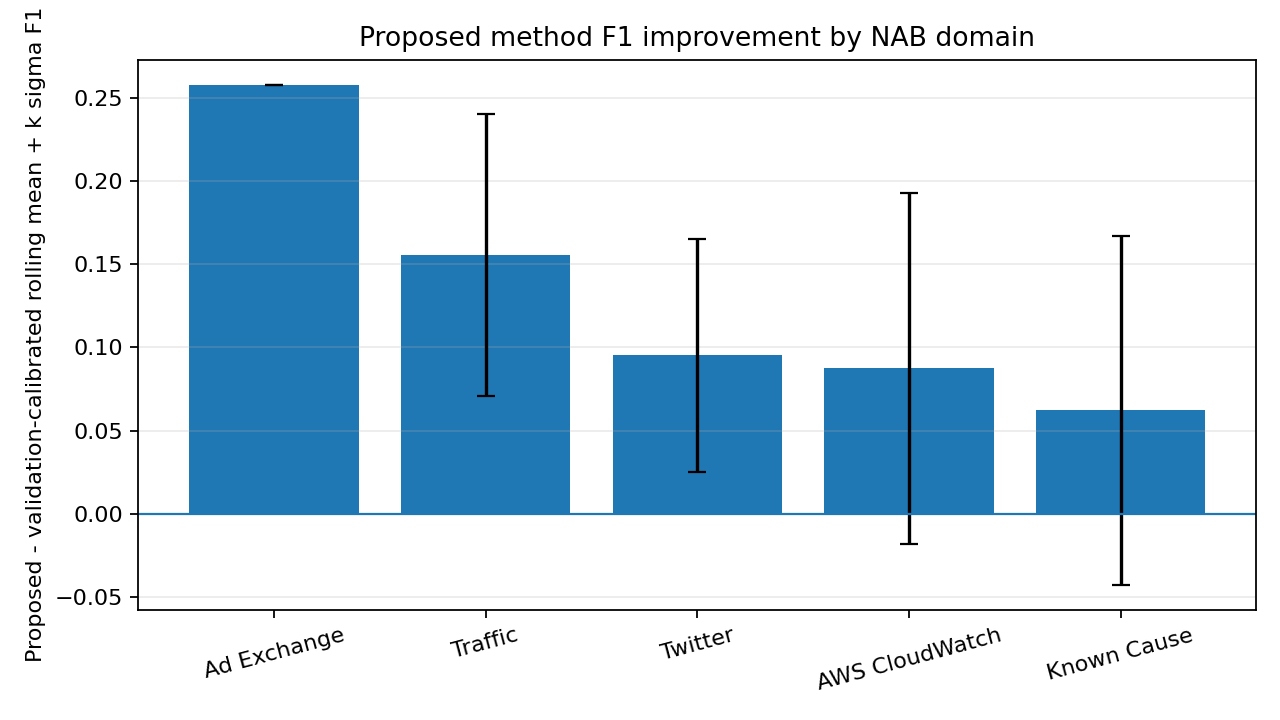 Proposed method F1 improvement by NAB domain
Proposed - validation-calibrated rolling mean + k sigma F1
0.25
0.20
0.15
0.10
0.05
0.00
−0.05
Ad Exchange
Traffic
Twitter
AWS CloudWatch
Known Cause